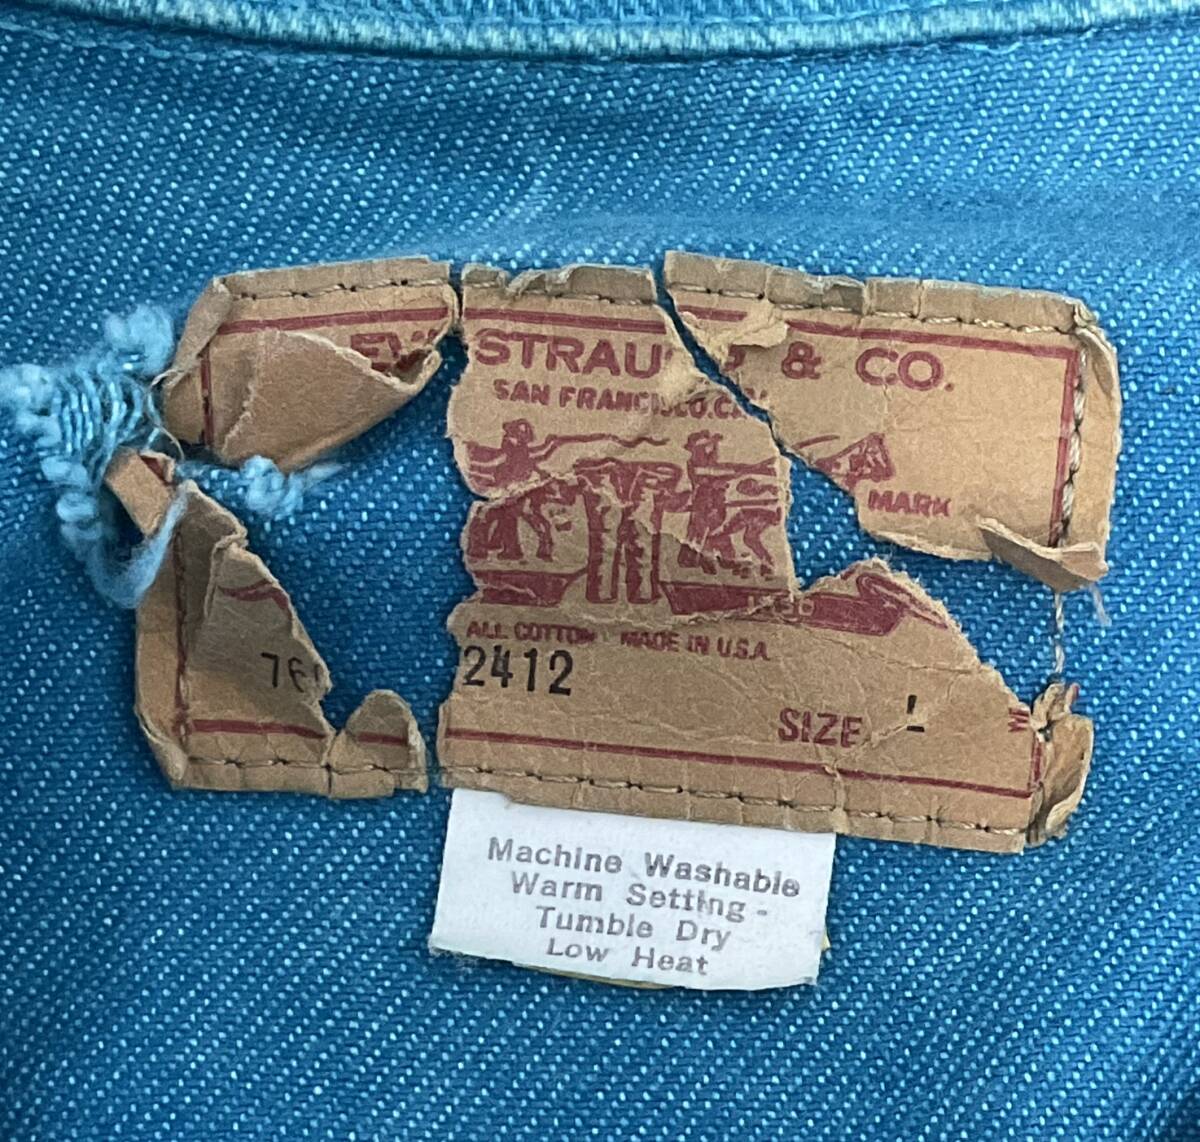 STRAU & CO.
SAN FRANCISCO.CAL
MARK
ALL COTTON MADE IN U.S.A.
2412
SIZE L
Machine Washable
Warm Setting -
Tumble Dry
Low Heat